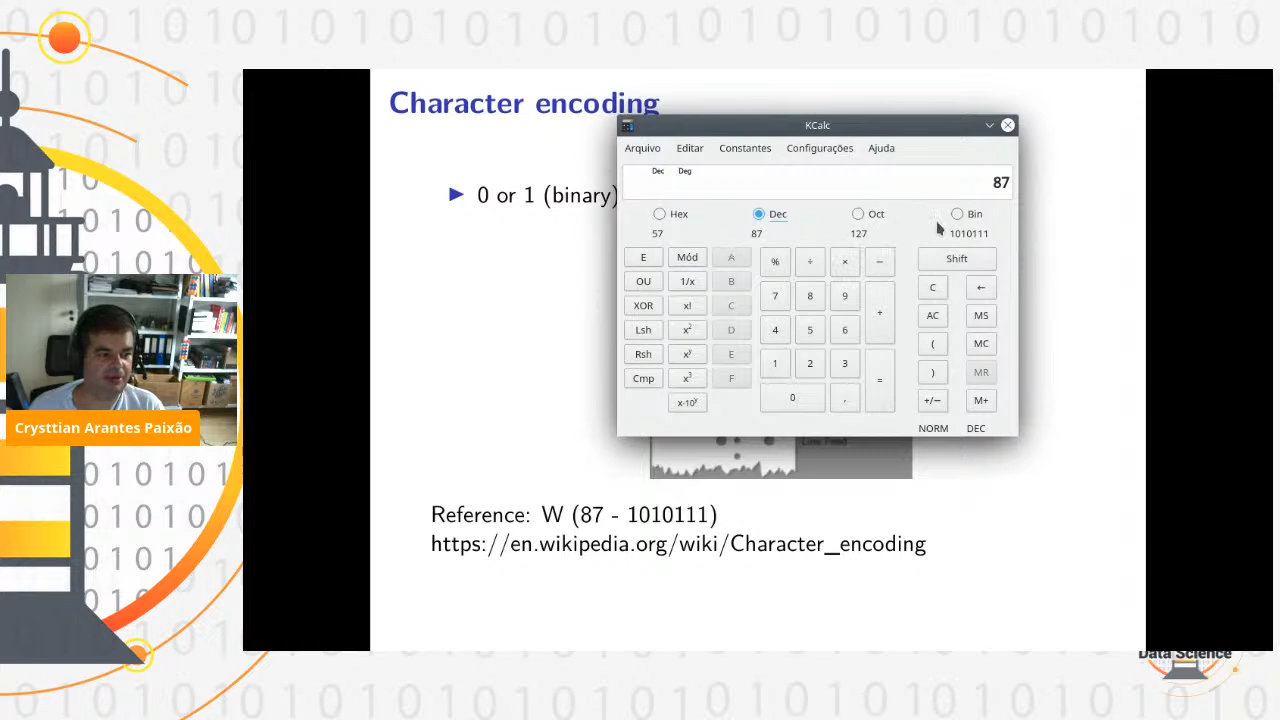 Character encoding
0 or 1 (binary)
KCalc
Arquivo Editar Constantes Configurações Ajuda
Dec Deg
87
Hex Dec Oct Bin
57 87 127 1010111
E Mód A % ÷ × − Shift
OU 1/x B 7 8 9 + C ←
XOR x! C AC MS
Lsh x² D 4 5 6 ( MC
Rsh xʸ E 1 2 3 = ) MR
Cmp x³ F
x·10ʸ 0 , +/− M+
NORM DEC
Reference: W (87 - 1010111)
https://en.wikipedia.org/wiki/Character_encoding
Crysttian Arantes Paixão
Data Science